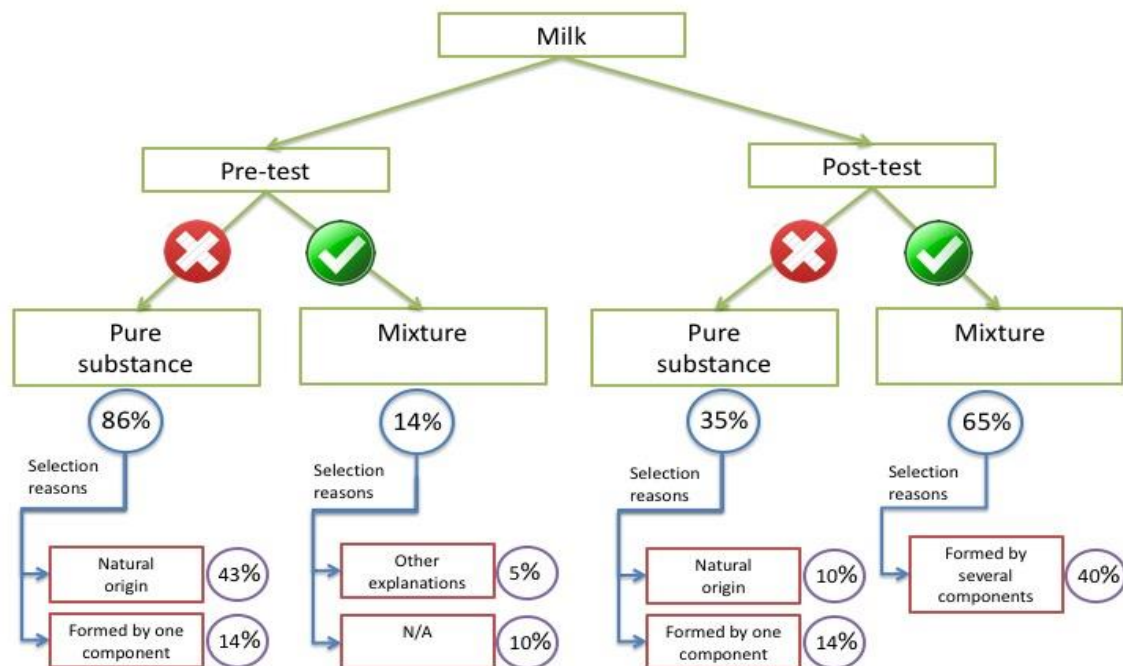 Milk
Pre-test
Post-test
Pure
substance
Mixture
Pure
substance
Mixture
86%
14%
35%
65%
Selection
reasons
Selection
reasons
Selection
reasons
Selection
reasons
Natural
origin
43%
Other
explanations
5%
Natural
origin
10%
Formed by
several
components
40%
Formed by one
component
14%
N/A
10%
Formed by one
component
14%